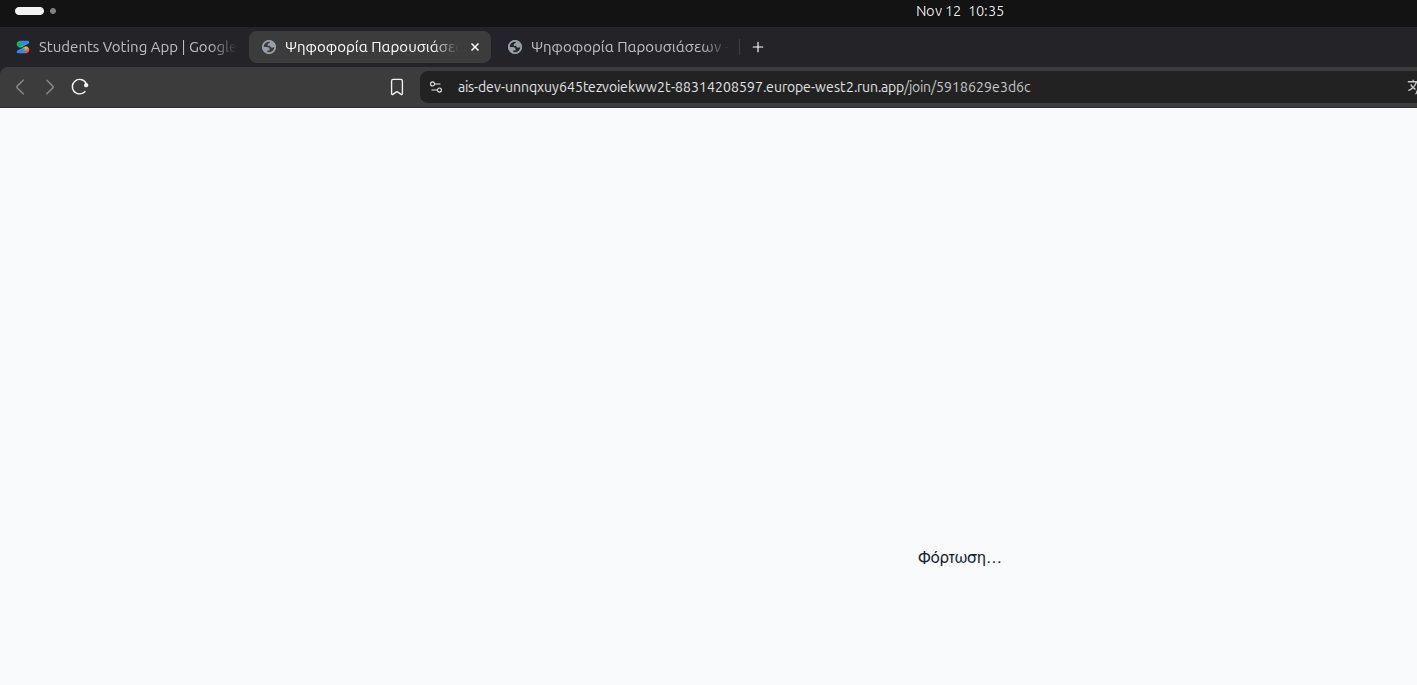 Nov 12 10:35
Students Voting App | Google
Ψηφοφορία Παρουσιάσε
Ψηφοφορία Παρουσιάσεων
ais-dev-unnqxuy645tezvoiekww2t-88314208597.europe-west2.run.app/join/5918629e3d6c
Φόρτωση...